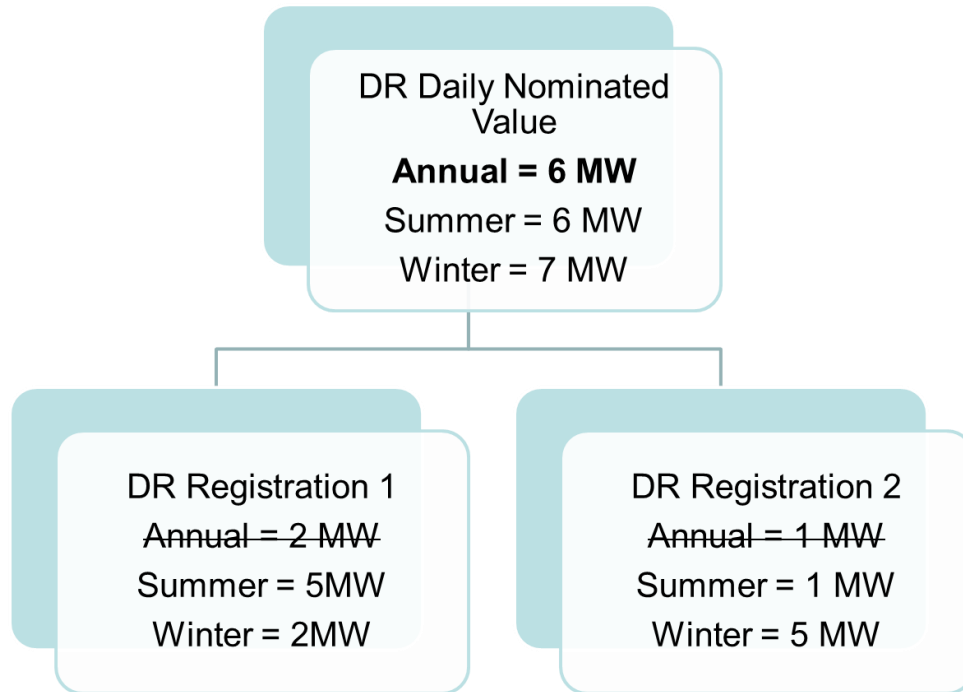 DR Daily Nominated
Value
Annual = 6 MW
Summer = 6 MW
Winter = 7 MW
DR Registration 1
Annual = 2 MW
Summer = 5MW
Winter = 2MW
DR Registration 2
Annual = 1 MW
Summer = 1 MW
Winter = 5 MW